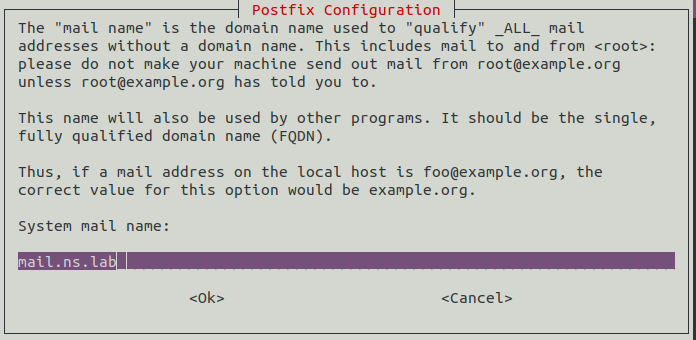 Postfix Configuration
The "mail name" is the domain name used to "qualify" _ALL_ mail
addresses without a domain name. This includes mail to and from <root>:
please do not make your machine send out mail from root@example.org
unless root@example.org has told you to.
This name will also be used by other programs. It should be the single,
fully qualified domain name (FQDN).
Thus, if a mail address on the local host is foo@example.org, the
correct value for this option would be example.org.
System mail name:
mail.ns.lab
<Ok> <Cancel>